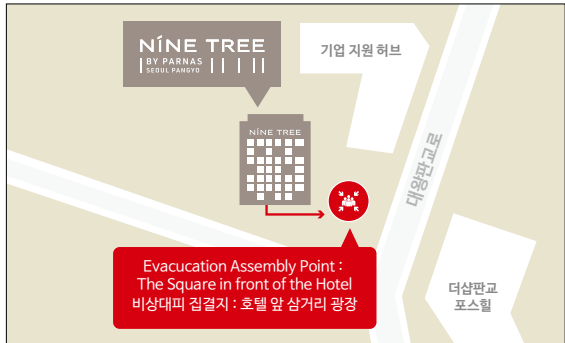 NíNE TREE
BY PARNAS
SEOUL PANGYO
기업 지원 허브
NíNE TREE
대왕판교로
Evacucation Assembly Point :
The Square in front of the Hotel
비상대피 집결지 : 호텔 앞 삼거리 광장
더샵판교
포스힐